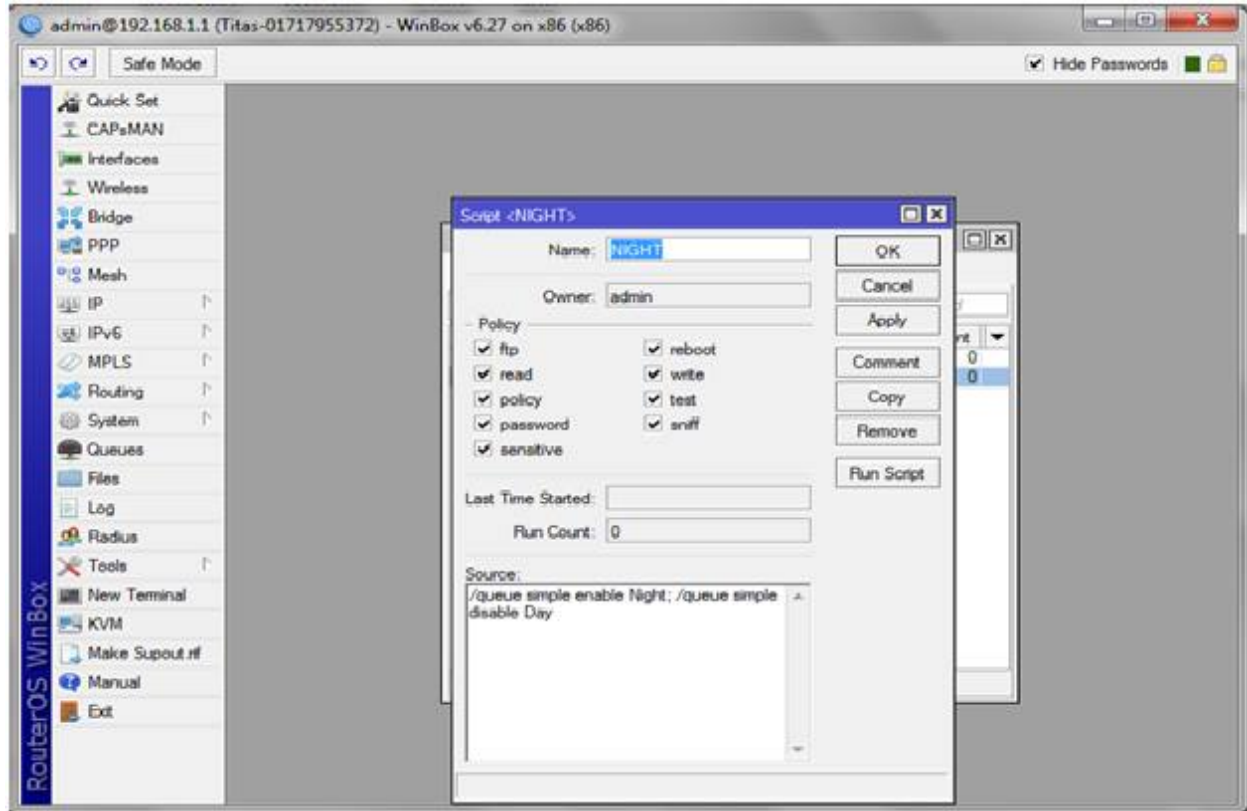 admin@192.168.1.1 (Titas-01717955372) - WinBox v6.27 on x86 (x86)
Safe Mode
Hide Passwords
Quick Set
CAPsMAN
Interfaces
Wireless
Bridge
PPP
Mesh
IP
IPv6
MPLS
Routing
System
Queues
Files
Log
Radius
Tools
New Terminal
KVM
Make Supout.rif
Manual
Exit
RouterOS WinBox
Script <NIGHT>
Name: NIGHT
Owner: admin
Policy
ftp
reboot
read
write
policy
test
password
sniff
sensitive
Last Time Started:
Run Count: 0
Source:
/queue simple enable Night; /queue simple
disable Day
OK
Cancel
Apply
Comment
Copy
Remove
Run Script
0
0